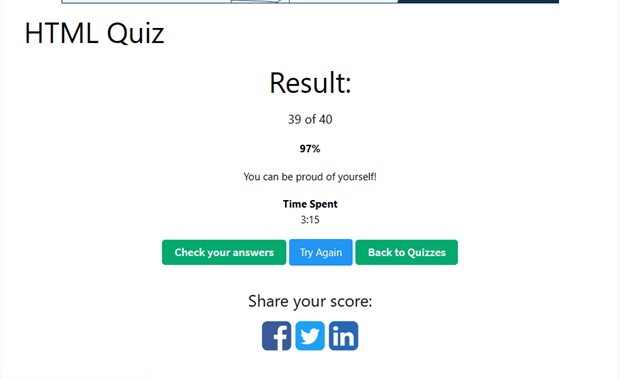 HTML Quiz
Result:
39 of 40
97%
You can be proud of yourself!
Time Spent
3:15
Check your answers Try Again Back to Quizzes
Share your score: